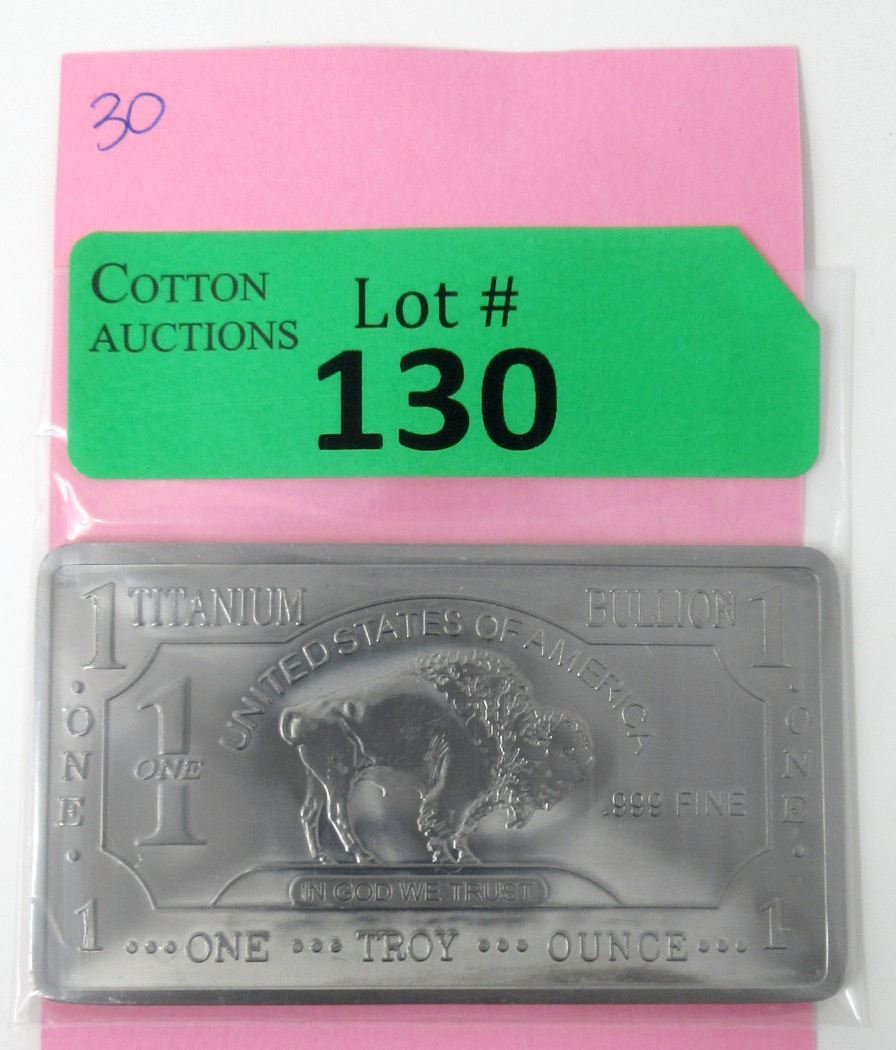 30
COTTON
AUCTIONS
Lot #
130
1 TITANIUM BULLION 1
UNITED STATES OF AMERICA
·ONE·
1
ONE
.999 FINE
·ONE·
IN GOD WE TRUST
1 •••ONE ••• TROY ••• OUNCE••• 1